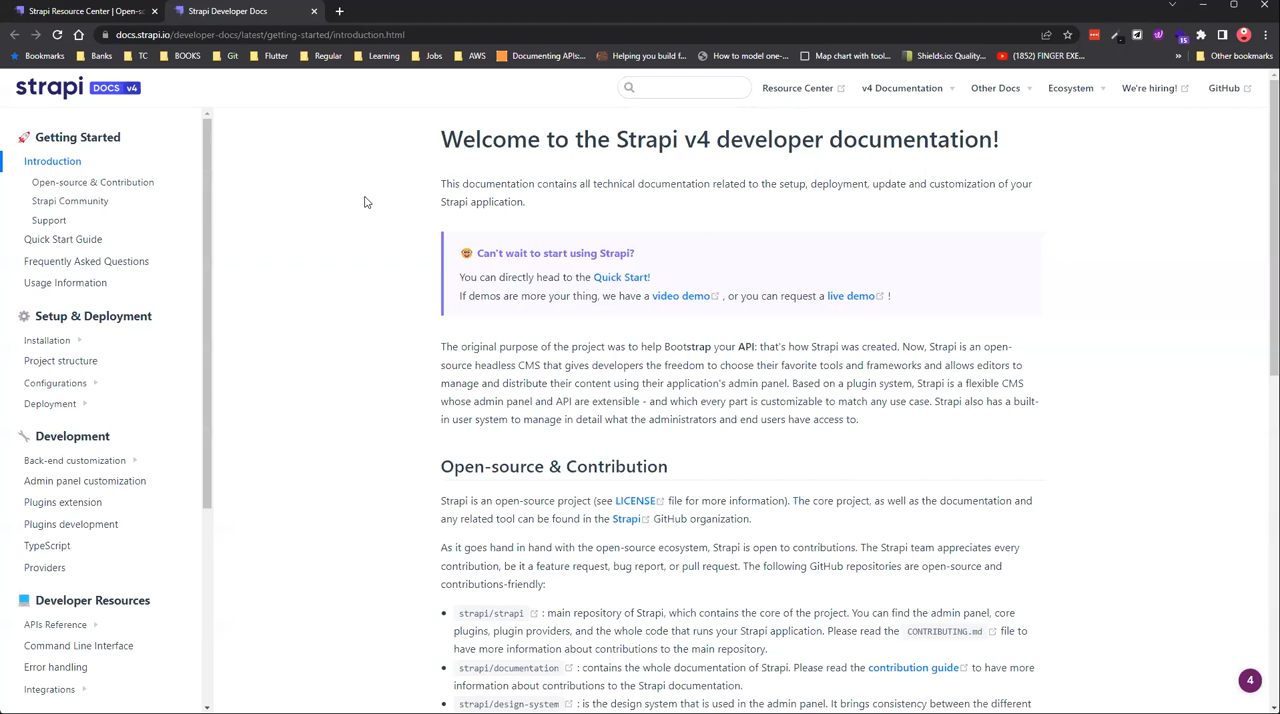 Strapi Resource Center | Open-sc
Strapi Developer Docs
docs.strapi.io/developer-docs/latest/getting-started/introduction.html
Bookmarks
Banks
TC
BOOKS
Git
Flutter
Regular
Learning
Jobs
AWS
Documenting APIs:...
Helping you build f...
How to model one-...
Map chart with tool...
Shields.io: Quality...
(1852) FINGER EXE...
»
Other bookmarks
strapi DOCS v4
Resource Center
v4 Documentation
Other Docs
Ecosystem
We're hiring!
GitHub
Getting Started
Introduction
Open-source & Contribution
Strapi Community
Support
Quick Start Guide
Frequently Asked Questions
Usage Information
Setup & Deployment
Installation
Project structure
Configurations
Deployment
Development
Back-end customization
Admin panel customization
Plugins extension
Plugins development
TypeScript
Providers
Developer Resources
APIs Reference
Command Line Interface
Error handling
Integrations
Welcome to the Strapi v4 developer documentation!
This documentation contains all technical documentation related to the setup, deployment, update and customization of your
Strapi application.
Can't wait to start using Strapi?
You can directly head to the Quick Start!
If demos are more your thing, we have a video demo , or you can request a live demo !
The original purpose of the project was to help Bootstrap your API: that's how Strapi was created. Now, Strapi is an open-
source headless CMS that gives developers the freedom to choose their favorite tools and frameworks and allows editors to
manage and distribute their content using their application's admin panel. Based on a plugin system, Strapi is a flexible CMS
whose admin panel and API are extensible - and which every part is customizable to match any use case. Strapi also has a built-
in user system to manage in detail what the administrators and end users have access to.
Open-source & Contribution
Strapi is an open-source project (see LICENSE file for more information). The core project, as well as the documentation and
any related tool can be found in the Strapi GitHub organization.
As it goes hand in hand with the open-source ecosystem, Strapi is open to contributions. The Strapi team appreciates every
contribution, be it a feature request, bug report, or pull request. The following GitHub repositories are open-source and
contributions-friendly:
strapi/strapi : main repository of Strapi, which contains the core of the project. You can find the admin panel, core
plugins, plugin providers, and the whole code that runs your Strapi application. Please read the CONTRIBUTING.md file to
have more information about contributions to the main repository.
strapi/documentation : contains the whole documentation of Strapi. Please read the contribution guide to have more
information about contributions to the Strapi documentation.
strapi/design-system : is the design system that is used in the admin panel. It brings consistency between the different
4